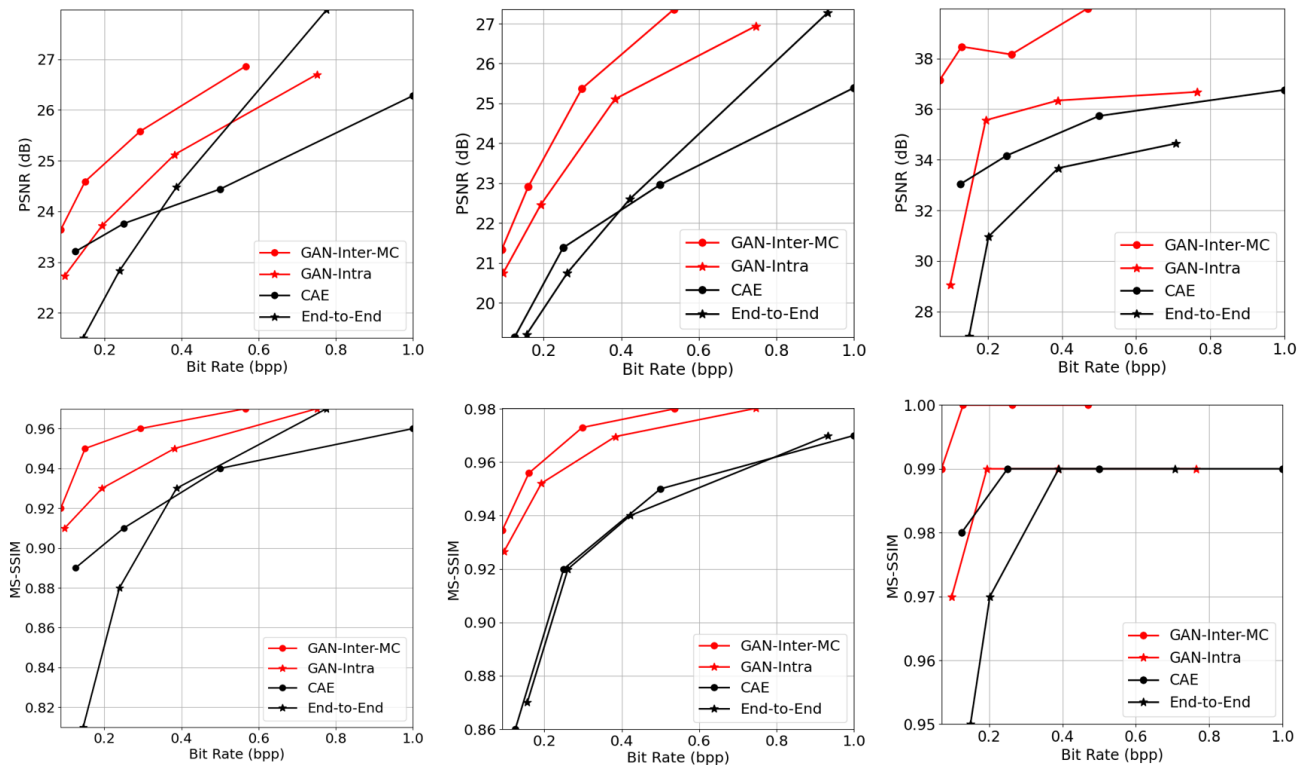 27
26
25
24
23
22
PSNR (dB)
0.2 0.4 0.6 0.8 1.0
Bit Rate (bpp)
GAN-Inter-MC
GAN-Intra
CAE
End-to-End
27
26
25
24
23
22
21
20
PSNR (dB)
0.2 0.4 0.6 0.8 1.0
Bit Rate (bpp)
GAN-Inter-MC
GAN-Intra
CAE
End-to-End
38
36
34
32
30
28
PSNR (dB)
0.2 0.4 0.6 0.8 1.0
Bit Rate (bpp)
GAN-Inter-MC
GAN-Intra
CAE
End-to-End
0.96
0.94
0.92
0.90
0.88
0.86
0.84
0.82
MS-SSIM
0.2 0.4 0.6 0.8 1.0
Bit Rate (bpp)
GAN-Inter-MC
GAN-Intra
CAE
End-to-End
0.98
0.96
0.94
0.92
0.90
0.88
0.86
MS-SSIM
0.2 0.4 0.6 0.8 1.0
Bit Rate (bpp)
GAN-Inter-MC
GAN-Intra
CAE
End-to-End
1.00
0.99
0.98
0.97
0.96
0.95
MS-SSIM
0.2 0.4 0.6 0.8 1.0
Bit Rate (bpp)
GAN-Inter-MC
GAN-Intra
CAE
End-to-End